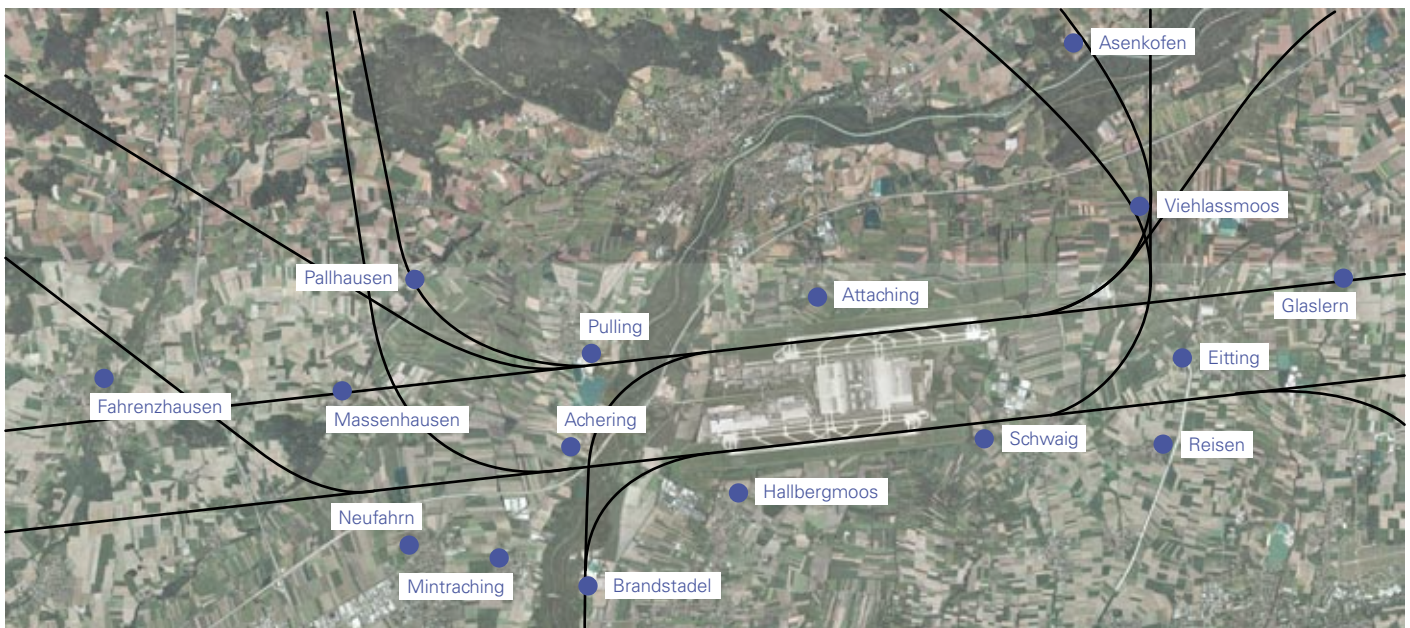 Asenkofen
Viehlassmoos
Pallhausen
Attaching
Glaslern
Pulling
Eitting
Fahrenzhausen
Massenhausen
Achering
Schwaig
Reisen
Hallbergmoos
Neufahrn
Mintraching
Brandstadel